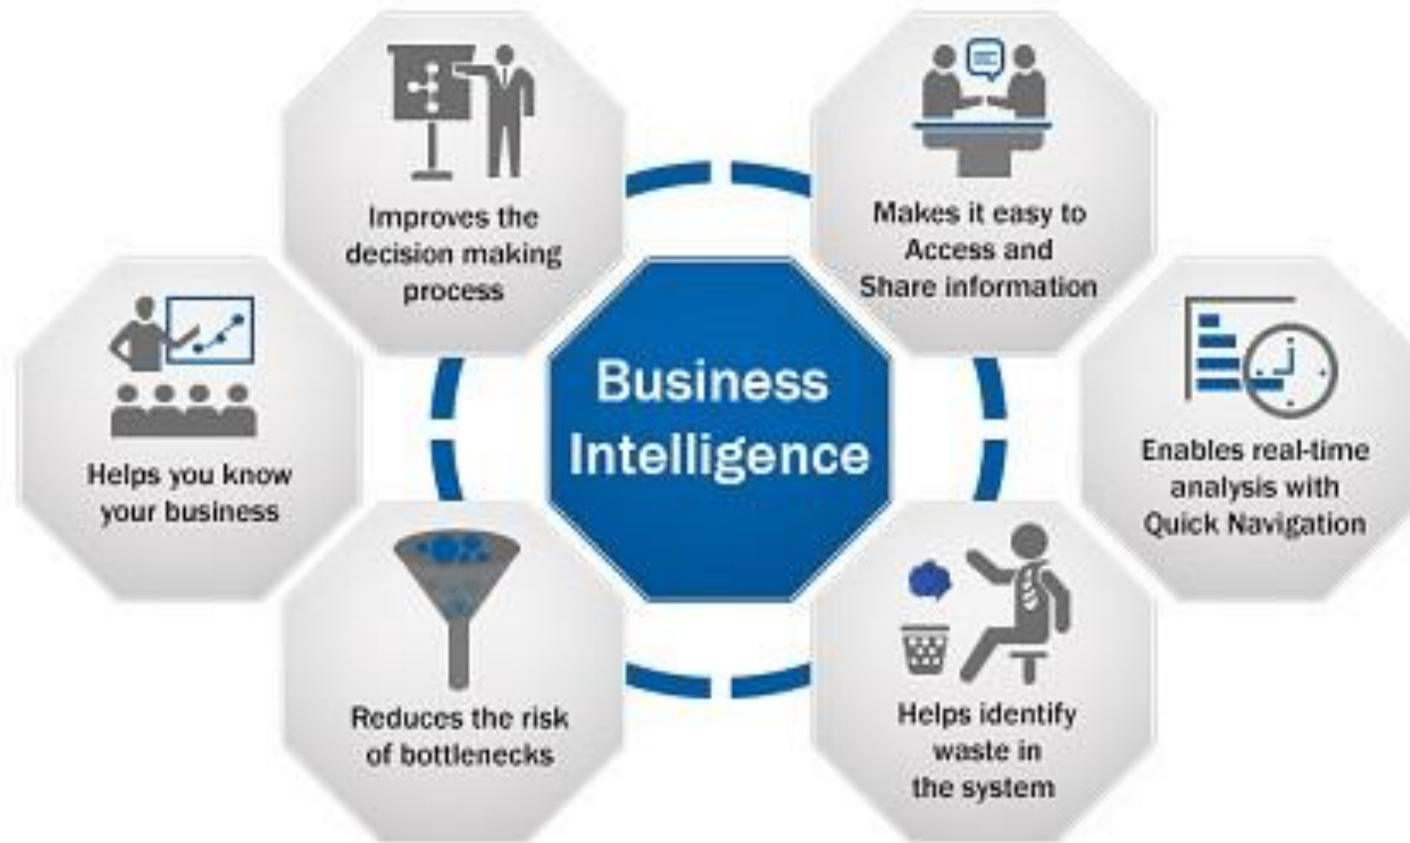 Improves the
decision making
process
Makes it easy to
Access and
Share information
Helps you know
your business
Business
Intelligence
Enables real-time
analysis with
Quick Navigation
Reduces the risk
of bottlenecks
Helps identify
waste in
the system